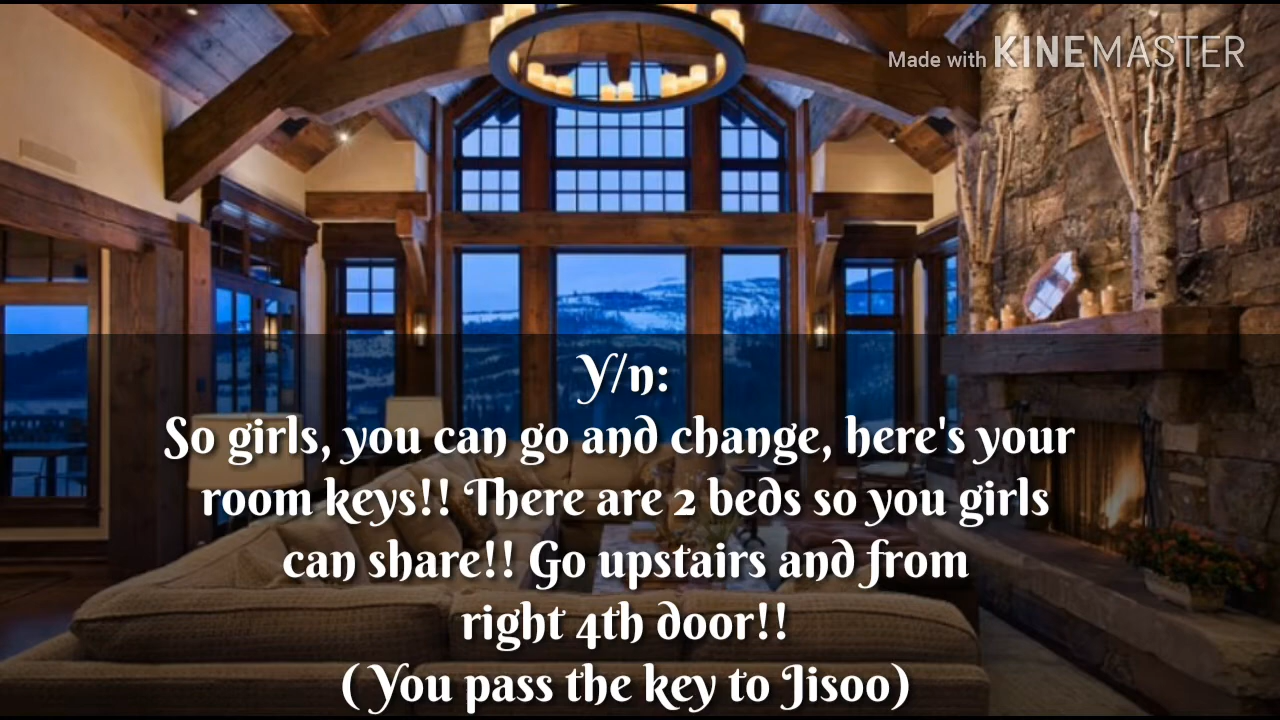 Made with KINEMASTER
Y/n:
So girls, you can go and change, here's your
room keys!! There are 2 beds so you girls
can share!! Go upstairs and from
right 4th door!!
( You pass the key to Jisoo)